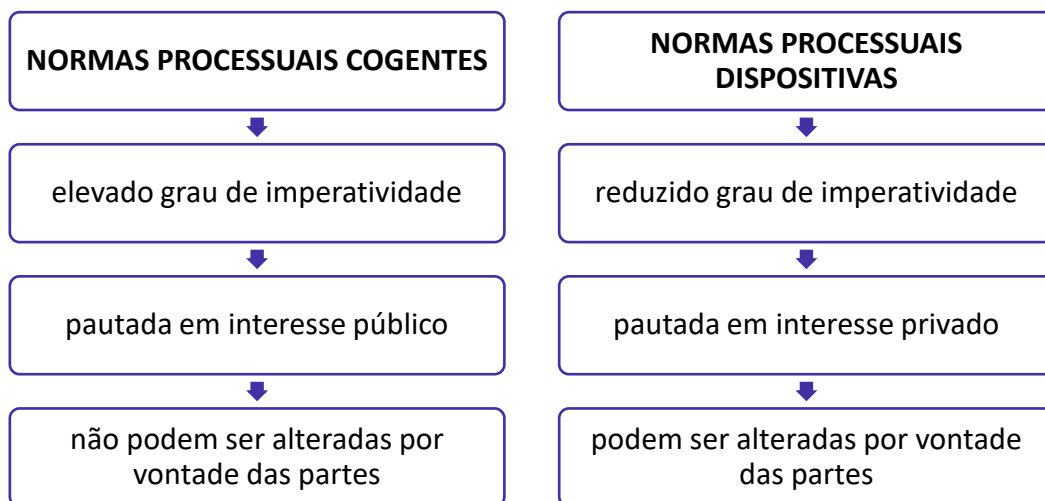 NORMAS PROCESSUAIS COGENTES
elevado grau de imperatividade
pautada em interesse público
não podem ser alteradas por
vontade das partes
NORMAS PROCESSUAIS
DISPOSITIVAS
reduzido grau de imperatividade
pautada em interesse privado
podem ser alteradas por vontade
das partes